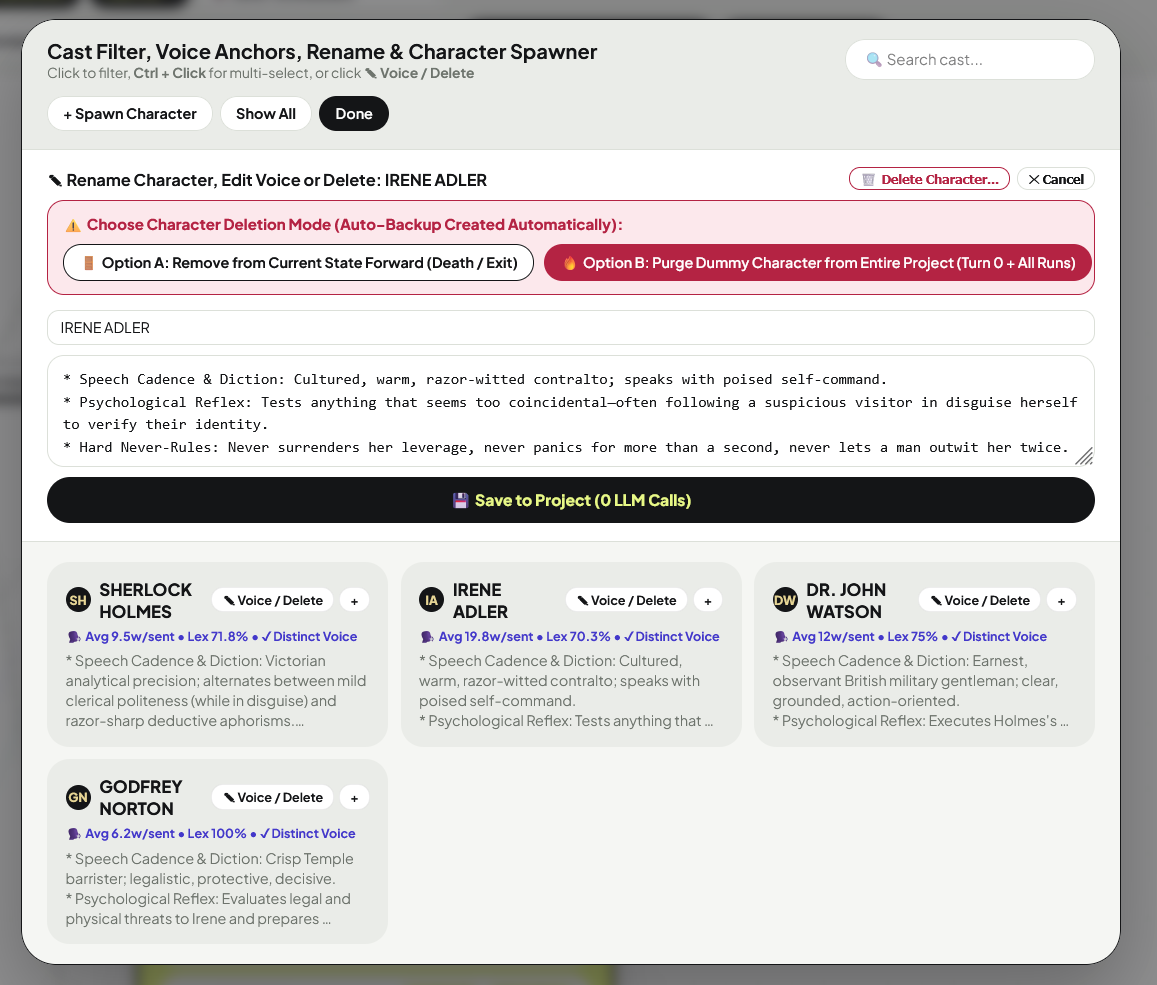 Cast Filter, Voice Anchors, Rename & Character Spawner
Click to filter, Ctrl + Click for multi-select, or click ✎ Voice / Delete
🔍 Search cast...
+ Spawn Character
Show All
Done
✎ Rename Character, Edit Voice or Delete: IRENE ADLER
🗑️ Delete Character...
✕ Cancel
⚠️ Choose Character Deletion Mode (Auto-Backup Created Automatically):
🚪 Option A: Remove from Current State Forward (Death / Exit)
🔥 Option B: Purge Dummy Character from Entire Project (Turn 0 + All Runs)
IRENE ADLER
* Speech Cadence & Diction: Cultured, warm, razor-witted contralto; speaks with poised self-command.
* Psychological Reflex: Tests anything that seems too coincidental—often following a suspicious visitor in disguise herself
to verify their identity.
* Hard Never-Rules: Never surrenders her leverage, never panics for more than a second, never lets a man outwit her twice.
💾 Save to Project (0 LLM Calls)
SH
SHERLOCK
HOLMES
✎ Voice / Delete
+
🗣️ Avg 9.5w/sent • Lex 71.8% • ✓ Distinct Voice
* Speech Cadence & Diction: Victorian
analytical precision; alternates between mild
clerical politeness (while in disguise) and
razor-sharp deductive aphorisms....
IA
IRENE
ADLER
✎ Voice / Delete
+
🗣️ Avg 19.8w/sent • Lex 70.3% • ✓ Distinct Voice
* Speech Cadence & Diction: Cultured,
warm, razor-witted contralto; speaks with
poised self-command.
* Psychological Reflex: Tests anything that ...
DW
DR. JOHN
WATSON
✎ Voice / Delete
+
🗣️ Avg 12w/sent • Lex 75% • ✓ Distinct Voice
* Speech Cadence & Diction: Earnest,
observant British military gentleman; clear,
grounded, action-oriented.
* Psychological Reflex: Executes Holmes's ...
GN
GODFREY
NORTON
✎ Voice / Delete
+
🗣️ Avg 6.2w/sent • Lex 100% • ✓ Distinct Voice
* Speech Cadence & Diction: Crisp Temple
barrister; legalistic, protective, decisive.
* Psychological Reflex: Evaluates legal and
physical threats to Irene and prepares ...